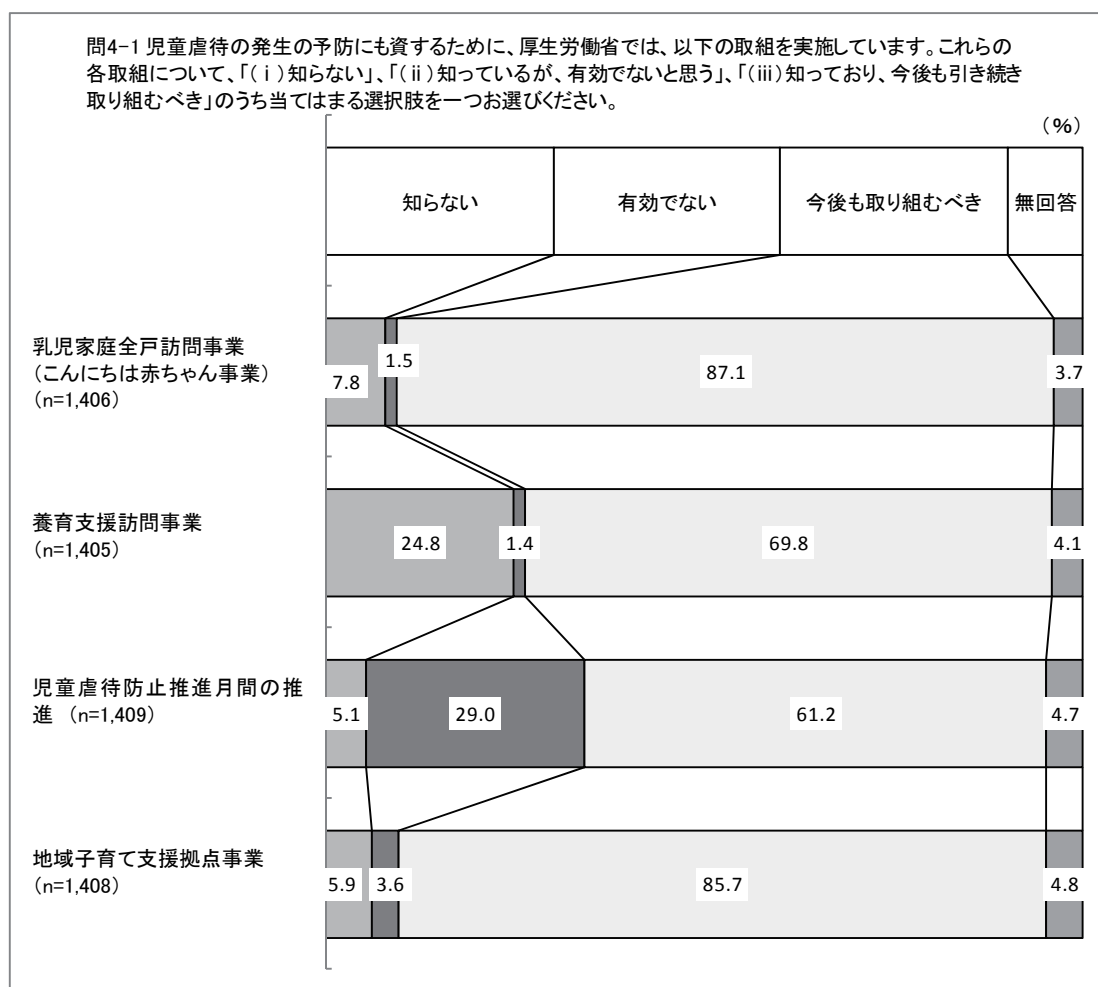 問4-1 児童虐待の発生の予防にも資するために、厚生労働省では、以下の取組を実施しています。これらの
各取組について、「(ⅰ)知らない」、「(ⅱ)知っているが、有効でないと思う」、「(ⅲ)知っており、今後も引き続き
取り組むべき」のうち当てはまる選択肢を一つお選びください。
(%)
知らない 有効でない 今後も取り組むべき 無回答
乳児家庭全戸訪問事業
(こんにちは赤ちゃん事業)
(n=1,406)
7.8 1.5 87.1 3.7
養育支援訪問事業
(n=1,405)
24.8 1.4 69.8 4.1
児童虐待防止推進月間の推
進 (n=1,409)
5.1 29.0 61.2 4.7
地域子育て支援拠点事業
(n=1,408)
5.9 3.6 85.7 4.8